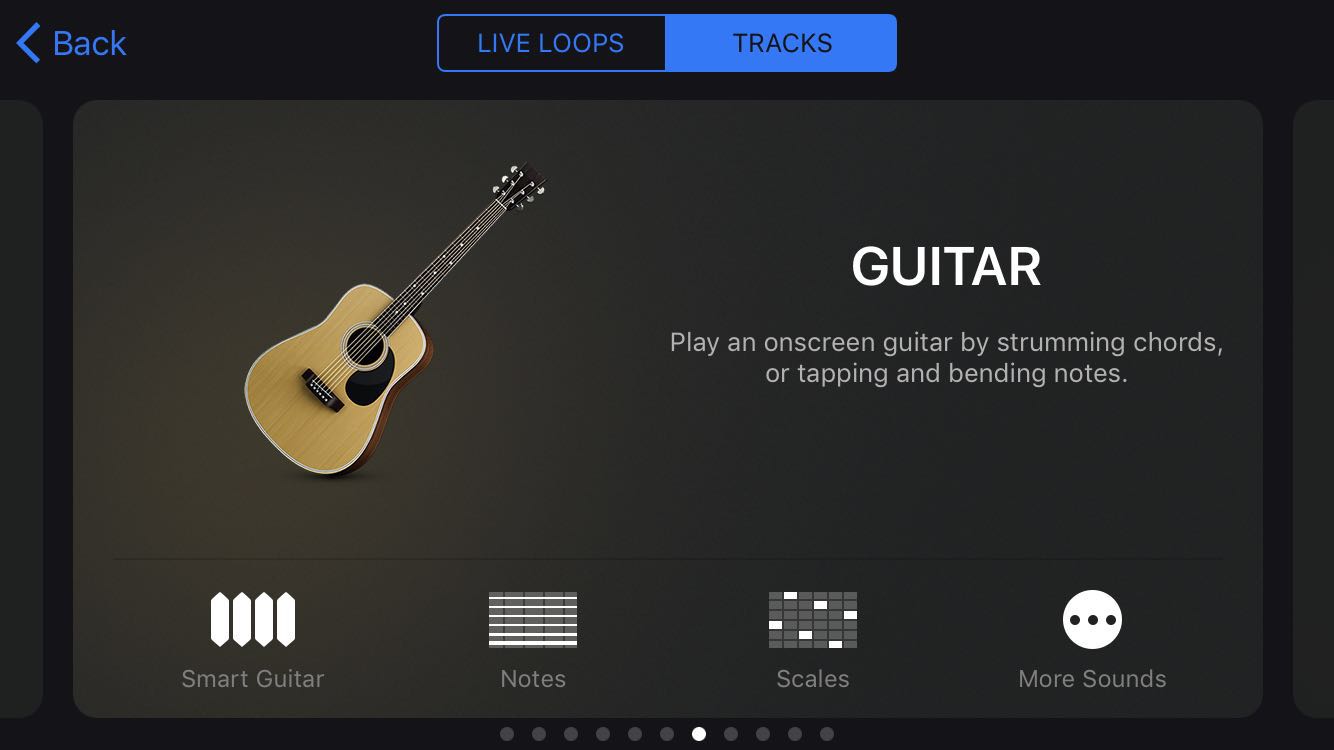 Back
LIVE LOOPS
TRACKS
GUITAR
Play an onscreen guitar by strumming chords,
or tapping and bending notes.
Smart Guitar
Notes
Scales
More Sounds